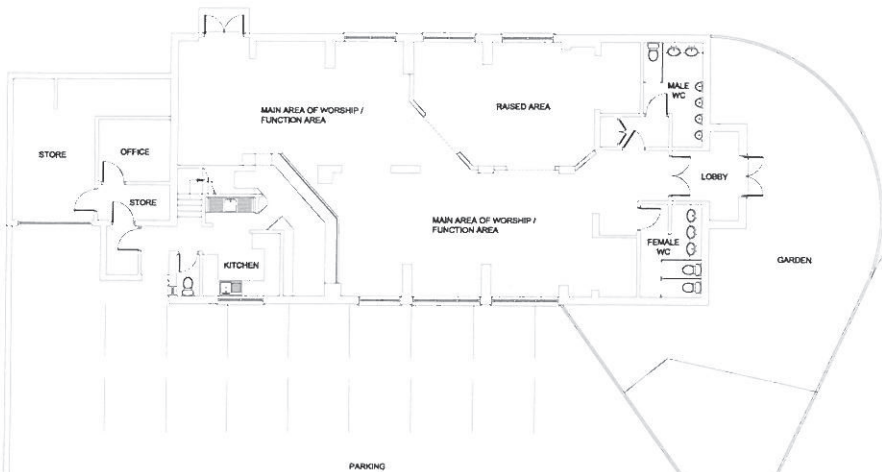 MAIN AREA OF WORSHIP /
FUNCTION AREA
RAISED AREA
MALE
WC
STORE
OFFICE
LOBBY
STORE
MAIN AREA OF WORSHIP /
FUNCTION AREA
FEMALE
WC
GARDEN
KITCHEN
PARKING